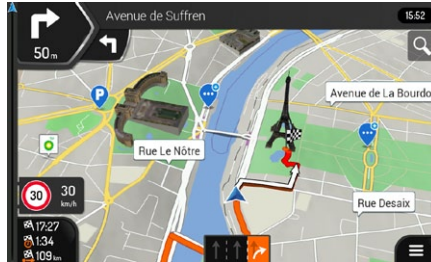 Avenue de Suffren
15:52
50 m
P
Avenue de La Bourdo
Rue Le Nôtre
30
30
km/h
Rue Desaix
17:27
1:34
109 km